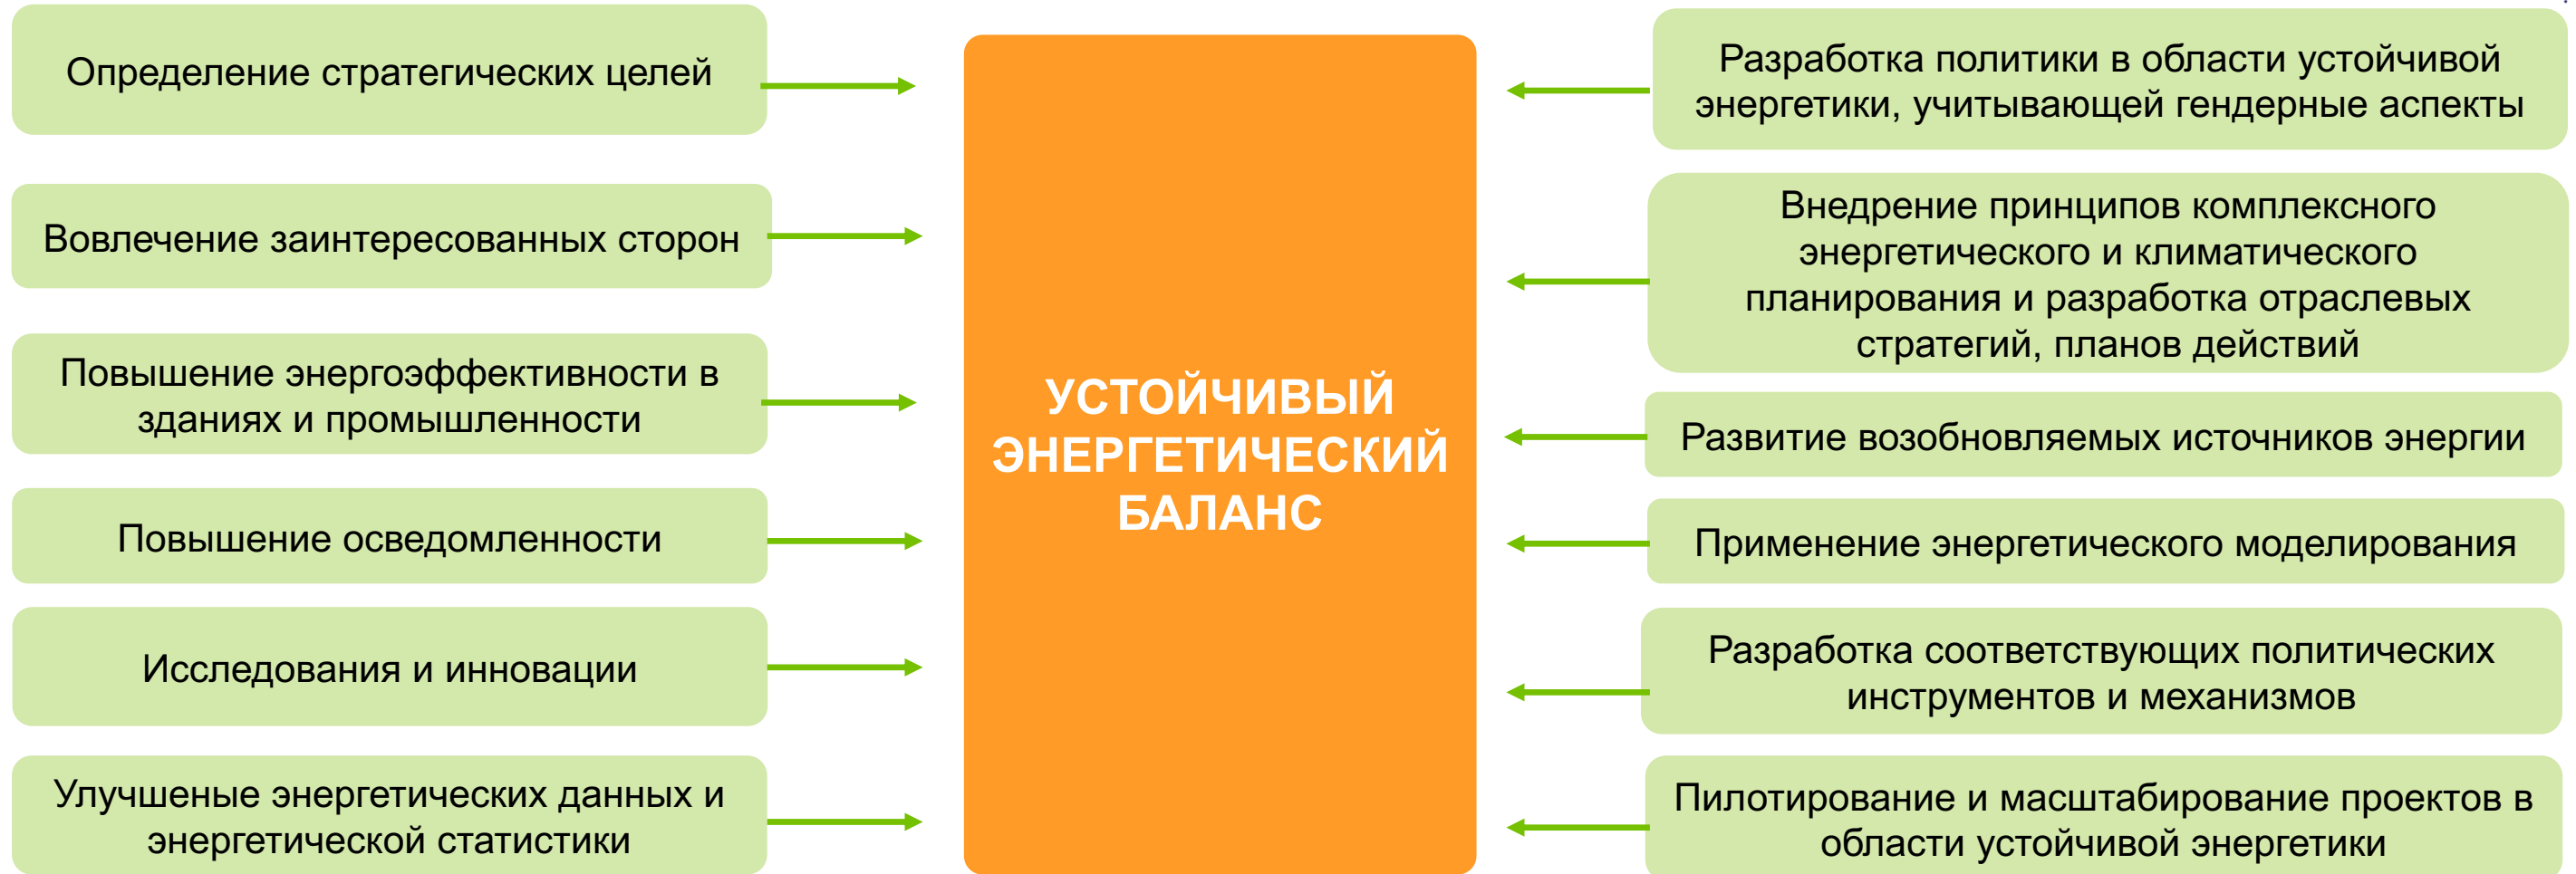 Определение стратегических целей
Вовлечение заинтересованных сторон
Повышение энергоэффективности в
зданиях и промышленности
Повышение осведомленности
Исследования и инновации
Улучшеные энергетических данных и
энергетической статистики
УСТОЙЧИВЫЙ
ЭНЕРГЕТИЧЕСКИЙ
БАЛАНС
Разработка политики в области устойчивой
энергетики, учитывающей гендерные аспекты
Внедрение принципов комплексного
энергетического и климатического
планирования и разработка отраслевых
стратегий, планов действий
Развитие возобновляемых источников энергии
Применение энергетического моделирования
Разработка соответствующих политических
инструментов и механизмов
Пилотирование и масштабирование проектов в
области устойчивой энергетики